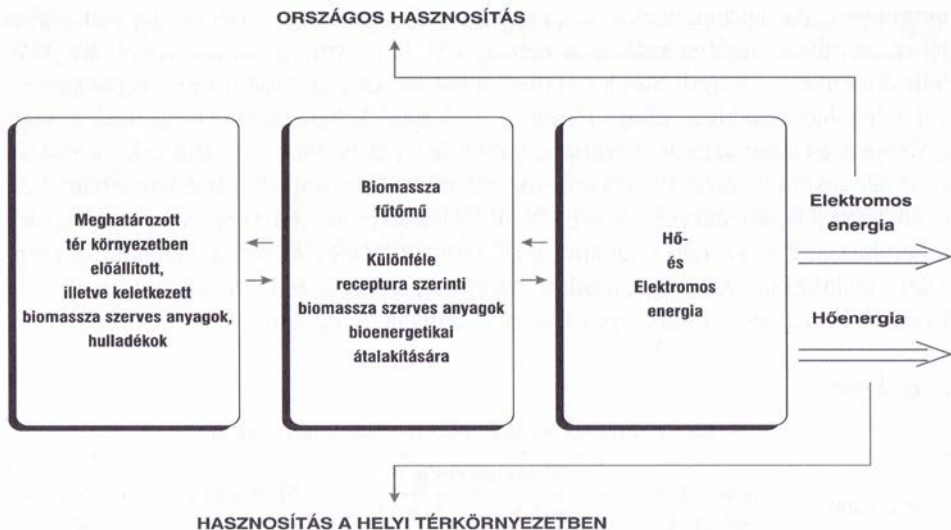 ORSZÁGOS HASZNOSÍTÁS
Meghatározott
tér környezetben
előállított,
illetve keletkezett
biomassza szerves anyagok,
hulladékok
Biomassza
fűtőmű
Különféle
receptura szerinti
biomassza szerves anyagok
bioenergetikai
átalakítására
Hő-
és
Elektromos
energia
Elektromos
energia
Hőenergia
HASZNOSÍTÁS A HELYI TÉRKÖRNYEZETBEN